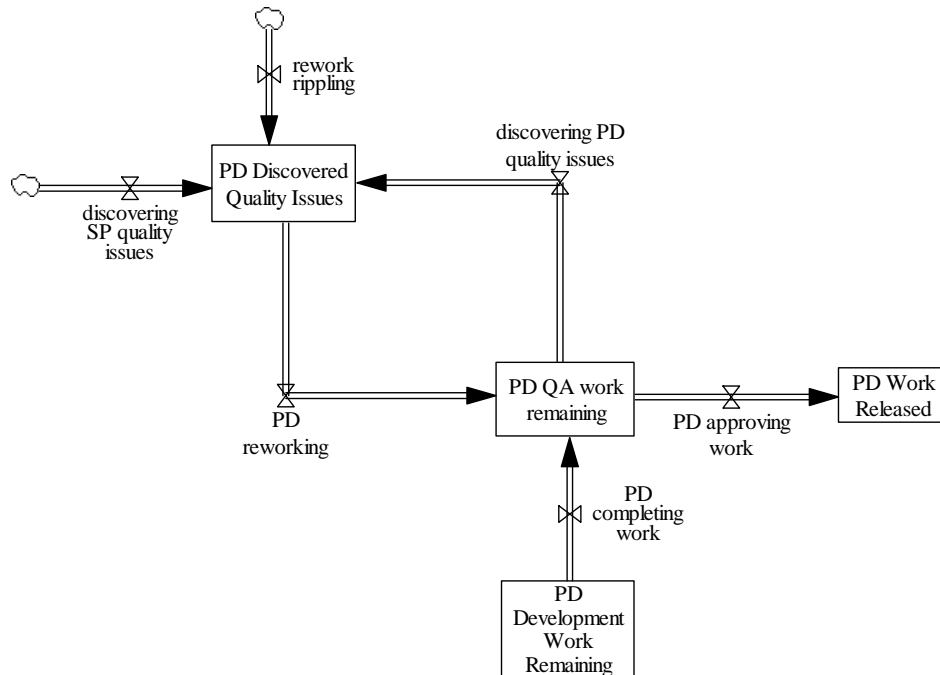 rework
rippling
discovering PD
quality issues
PD Discovered
Quality Issues
discovering
SP quality
issues
PD QA work
remaining
PD Work
Released
PD
reworking
PD approving
work
PD
completing
work
PD
Development
Work
Remaining